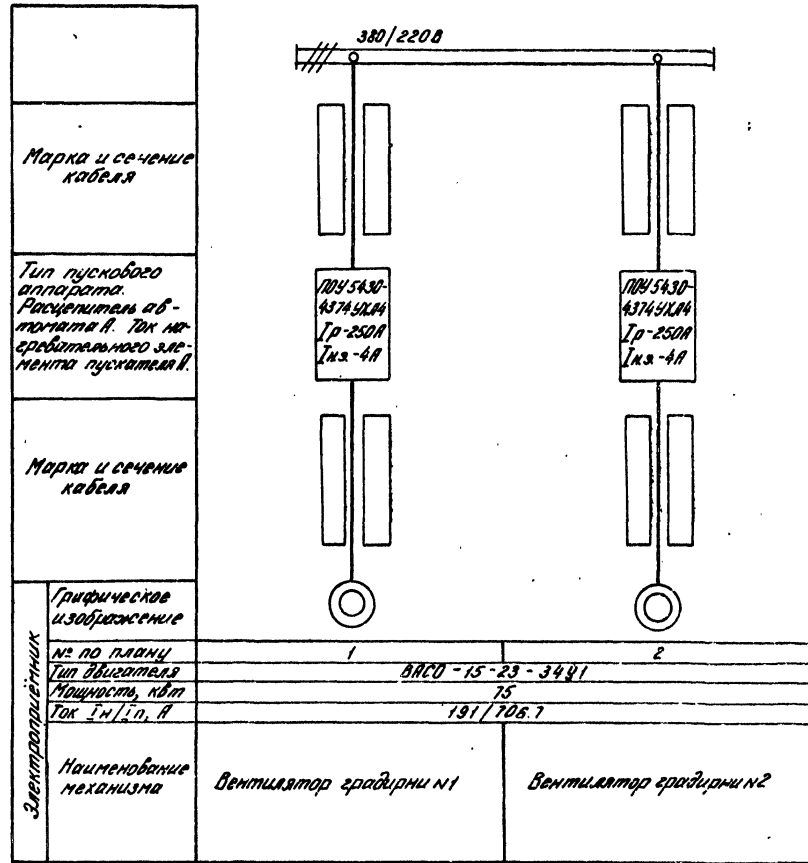 380/220 В
Марка и сечение
кабеля
Тип пускового
аппарата.
Расцепитель ав-
томата А. Ток на-
гревательного эле-
мента пускателя А.
ПОУ5430-
4374УХЛ4
Iр-250А
Iн.э.-4А
ПОУ5430-
4374УХЛ4
Iр-250А
Iн.э.-4А
Марка и сечение
кабеля
Электроприёмник
Графическое
изображение
№ по плану 1 2
Тип двигателя ВАСО-15-23-34У1
Мощность, кВт 75
Ток Iн/Iп, А 191/706.7
Наименование
механизма
Вентилятор градирни №1
Вентилятор градирни №2